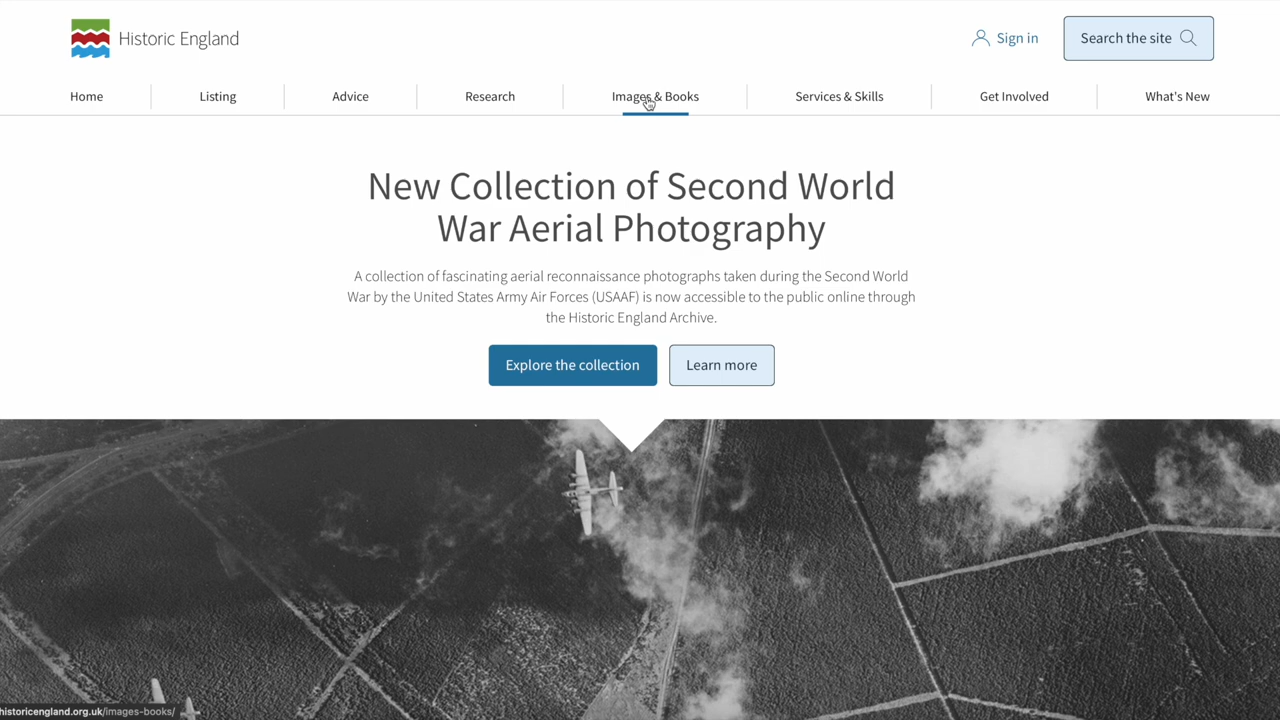 Historic England
Sign in
Search the site
Home
Listing
Advice
Research
Images & Books
Services & Skills
Get Involved
What's New
New Collection of Second World
War Aerial Photography
A collection of fascinating aerial reconnaissance photographs taken during the Second World
War by the United States Army Air Forces (USAAF) is now accessible to the public online through
the Historic England Archive.
Explore the collection
Learn more
historicengland.org.uk/images-books/